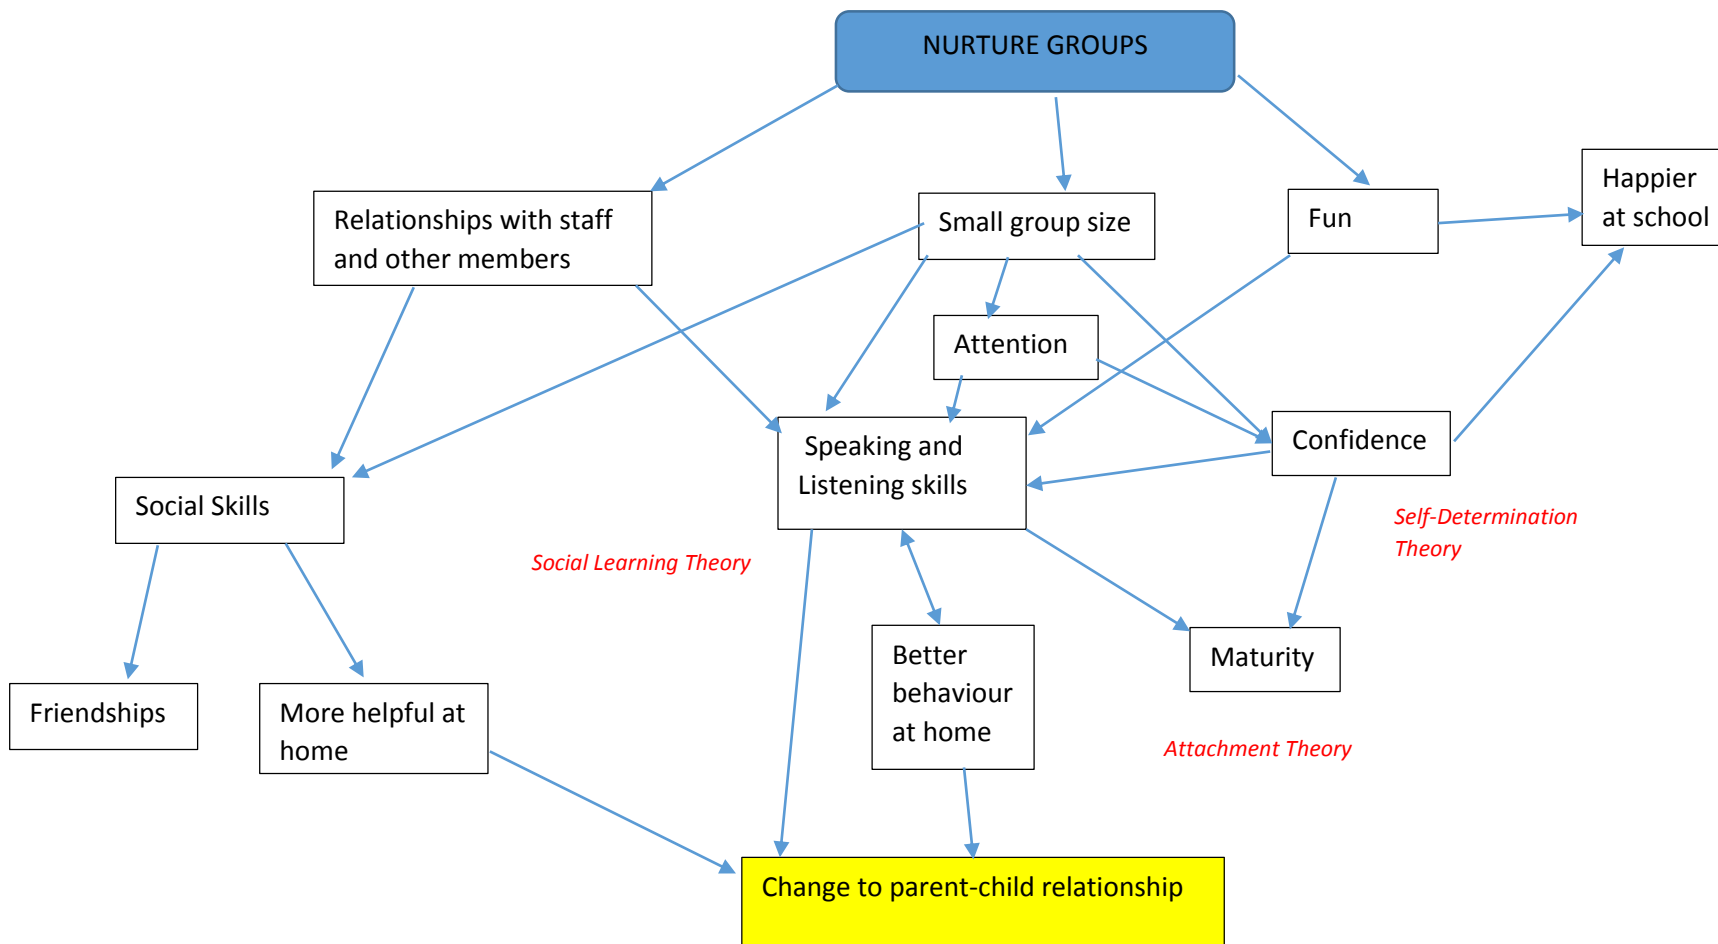 NURTURE GROUPS
Relationships with staff
and other members
Small group size
Fun
Happier
at school
Attention
Speaking and
Listening skills
Confidence
Social Skills
Self-Determination
Theory
Social Learning Theory
Better
behaviour
at home
Maturity
Friendships
More helpful at
home
Attachment Theory
Change to parent-child relationship